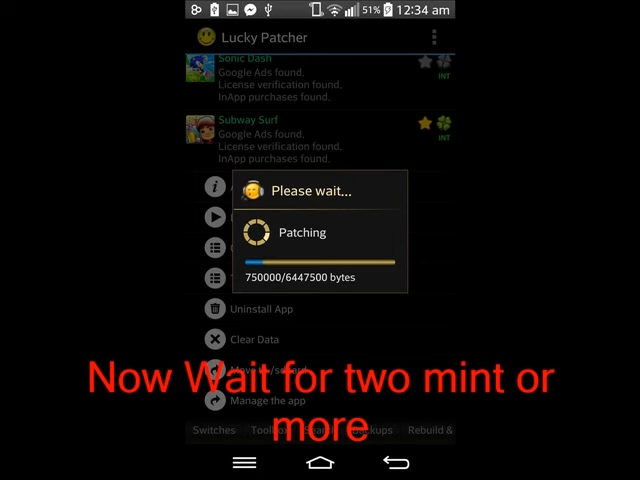 51% 12:34 am
Lucky Patcher
Sonic Dash
Google Ads found,
License verification found,
InApp purchases found.
INT
Subway Surf
Google Ads found,
License verification found,
InApp purchases found.
INT
Please wait...
Patching
750000/6447500 bytes
Uninstall App
Clear Data
Now Wait for two mint or
more
Manage the app
Switches Toolbox Search Backups Rebuild &